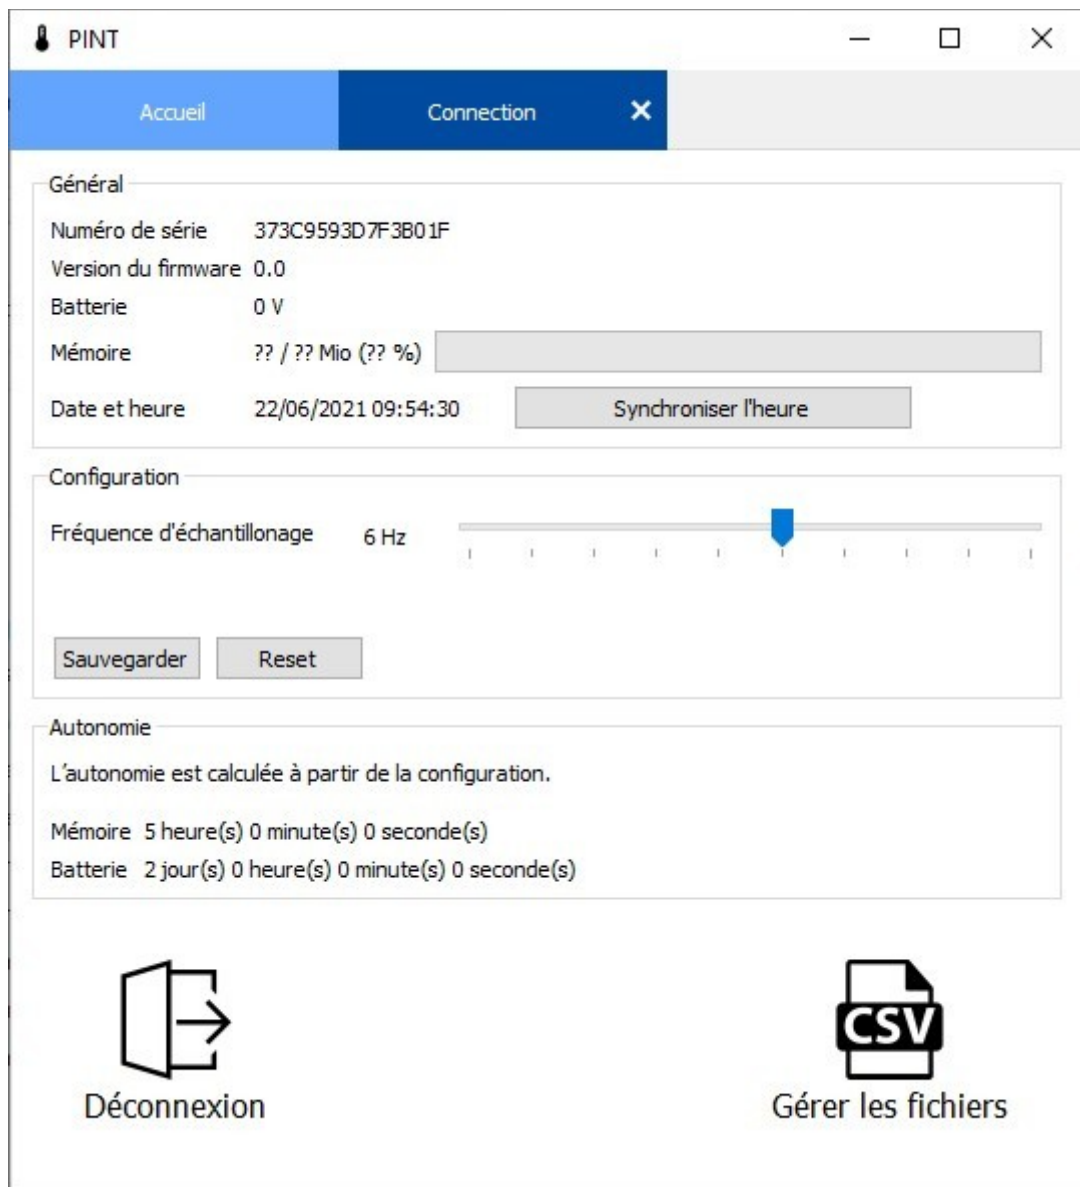 PINT
Accueil
Connection
Général
Numéro de série 373C9593D7F3B01F
Version du firmware 0.0
Batterie 0 V
Mémoire ?? / ?? Mio (?? %)
Date et heure 22/06/2021 09:54:30 Synchroniser l'heure
Configuration
Fréquence d'échantillonage 6 Hz
Sauvegarder Reset
Autonomie
L'autonomie est calculée à partir de la configuration.
Mémoire 5 heure(s) 0 minute(s) 0 seconde(s)
Batterie 2 jour(s) 0 heure(s) 0 minute(s) 0 seconde(s)
CSV
Déconnexion Gérer les fichiers